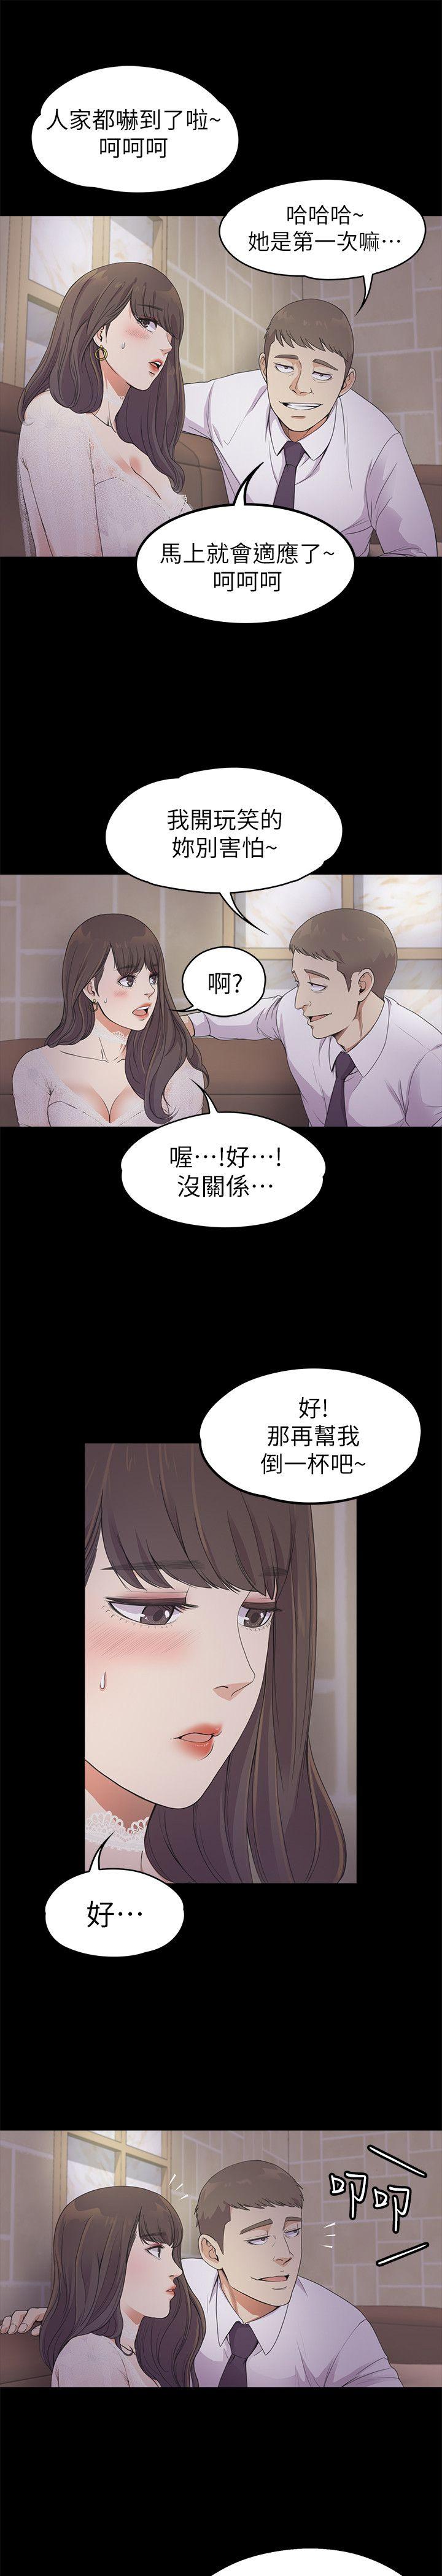 人家都嚇到了啦~
呵呵呵
哈哈哈~
她是第一次嘛…
馬上就會適應了~
呵呵呵
我開玩笑的
妳別害怕~
啊?
喔…!好…!
沒關係…
好!
那再幫我
倒一杯吧~
好…
叩叩